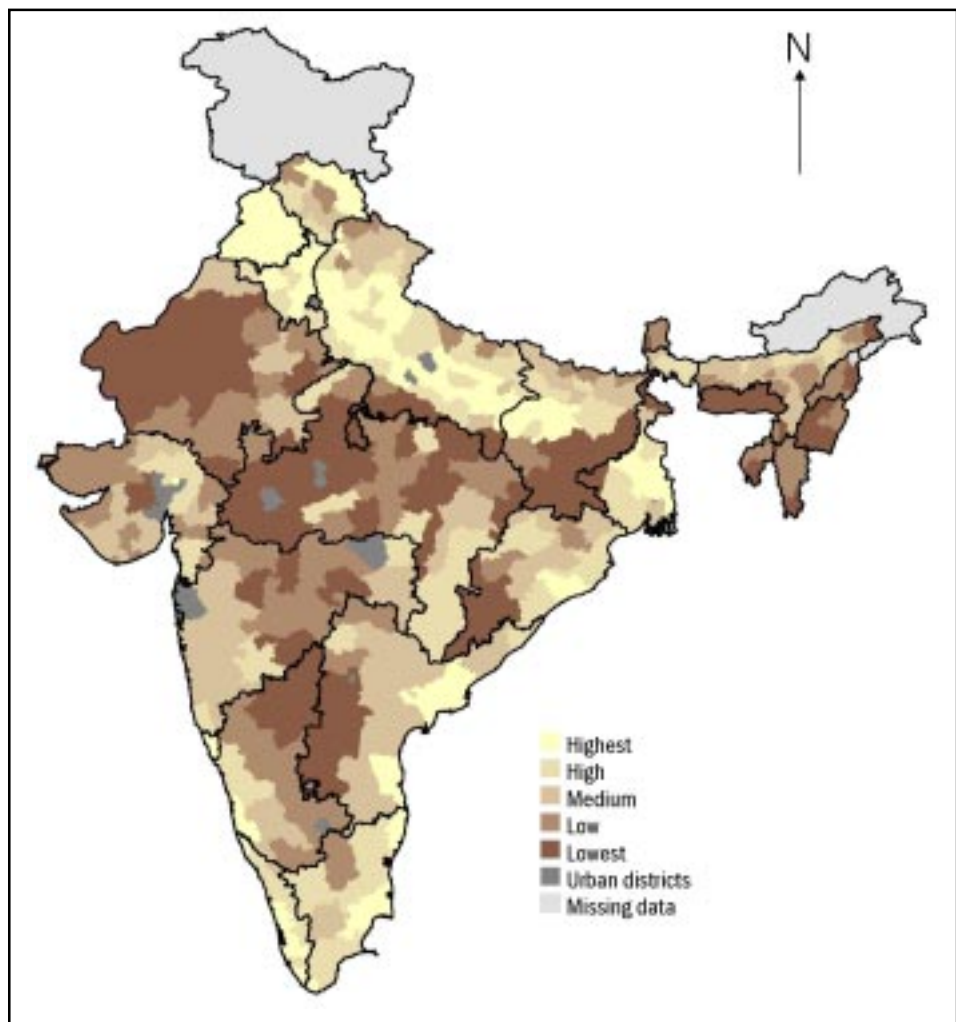 N
Highest
High
Medium
Low
Lowest
Urban districts
Missing data